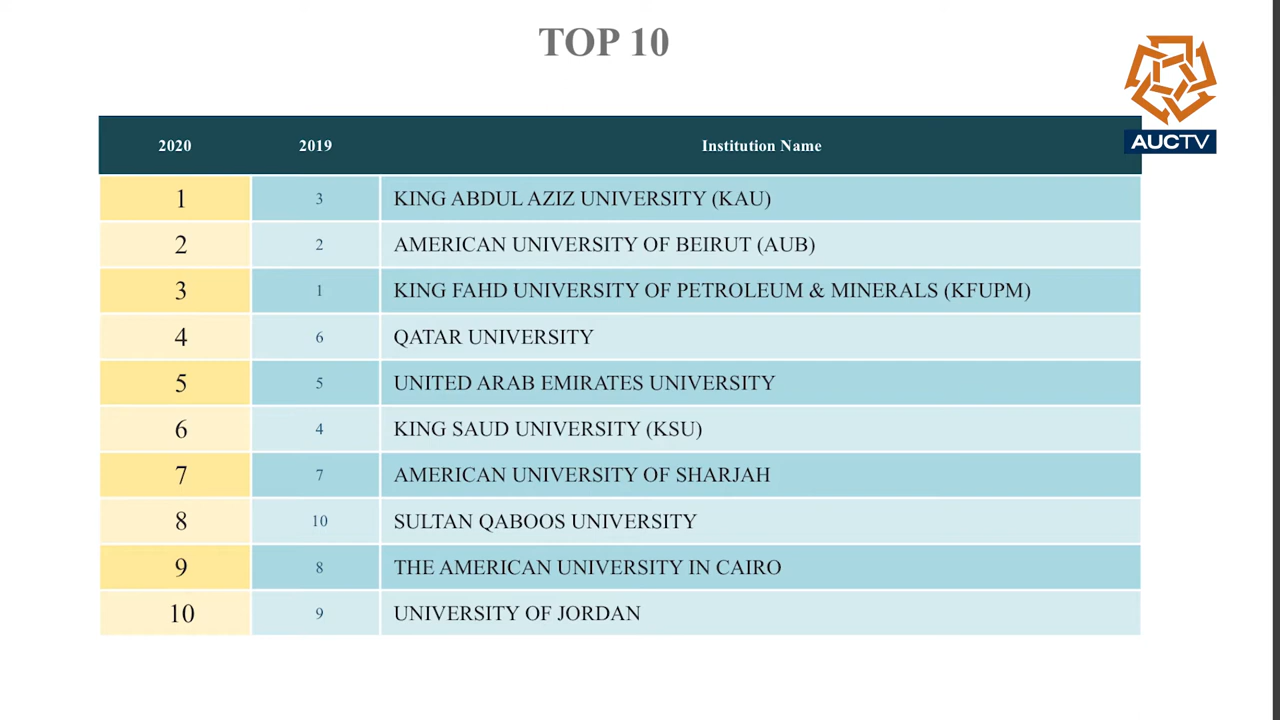 TOP 10
AUCTV
2020 2019 Institution Name
1 3 KING ABDUL AZIZ UNIVERSITY (KAU)
2 2 AMERICAN UNIVERSITY OF BEIRUT (AUB)
3 1 KING FAHD UNIVERSITY OF PETROLEUM & MINERALS (KFUPM)
4 6 QATAR UNIVERSITY
5 5 UNITED ARAB EMIRATES UNIVERSITY
6 4 KING SAUD UNIVERSITY (KSU)
7 7 AMERICAN UNIVERSITY OF SHARJAH
8 10 SULTAN QABOOS UNIVERSITY
9 8 THE AMERICAN UNIVERSITY IN CAIRO
10 9 UNIVERSITY OF JORDAN